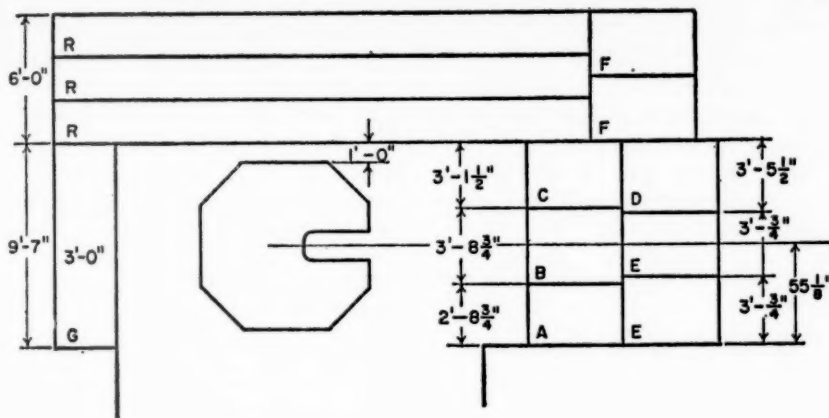 R
F
6'-0"
R
R
F
1'-0"
3'-1 1/2"
3'-5 1/2"
C
D
9'-7"
3'-0"
3'-8 3/4"
3'-3/4"
B
E
55 1/8"
2'-8 3/4"
3'-3/4"
G
A
E